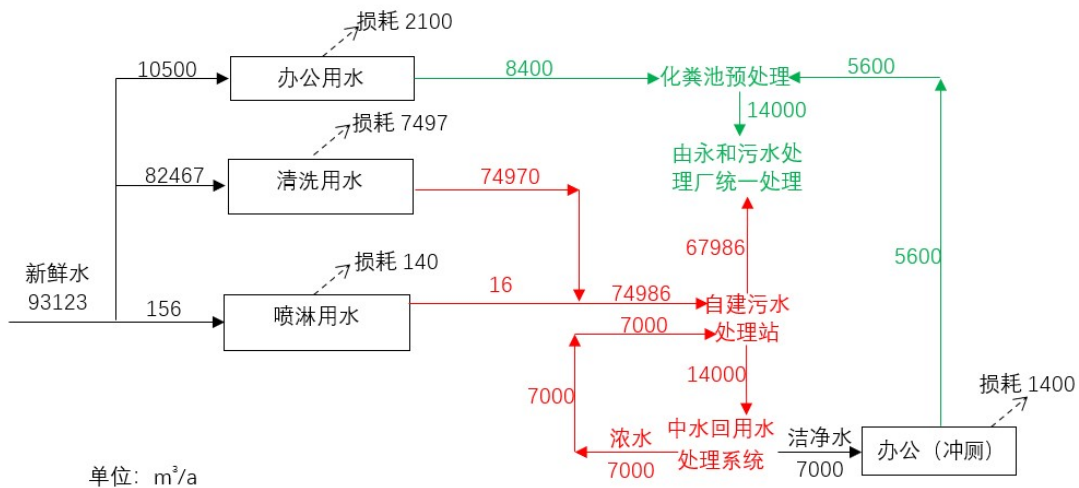 损耗 2100
10500
办公用水
8400
化粪池预处理
5600
14000
损耗 7497
由永和污水处
理厂统一处理
82467
清洗用水
74970
67986
5600
新鲜水
93123
损耗 140
156
喷淋用水
16
74986
自建污水
处理站
7000
14000
7000
损耗 1400
浓水
7000
中水回用水
处理系统
洁净水
7000
办公（冲厕）
单位：m³/a